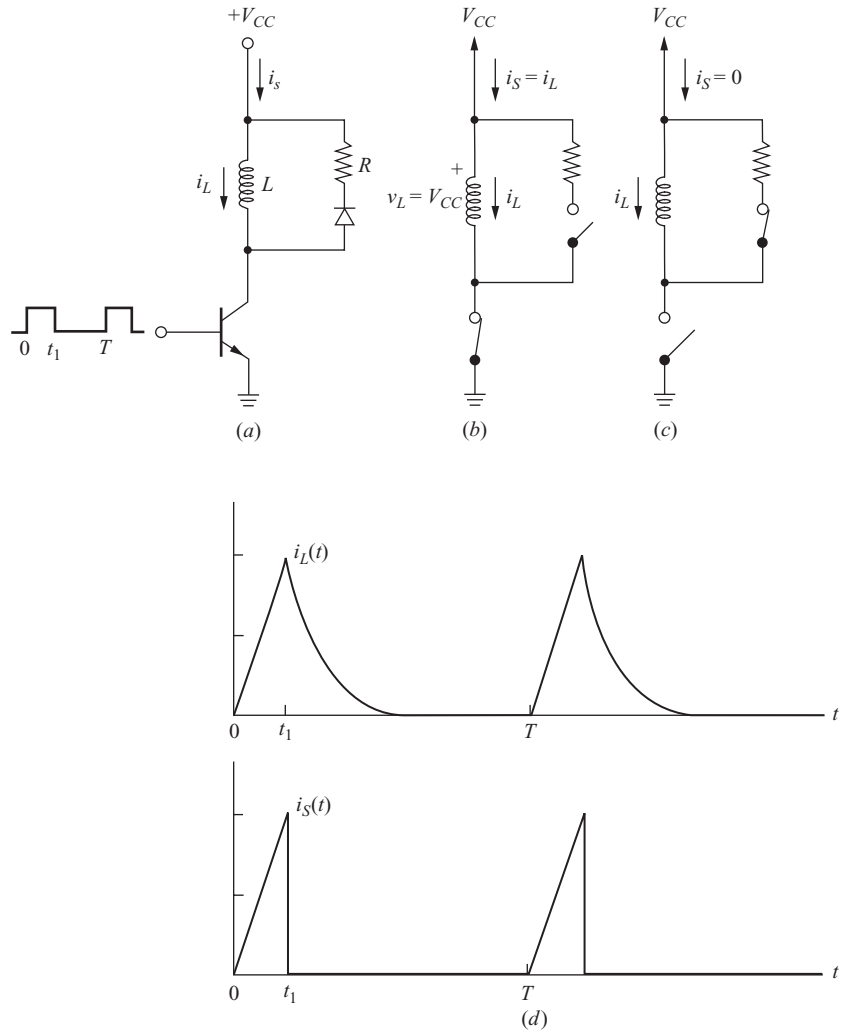 +V_CC
i_s
i_L
L
R
0
t_1
T
(a)
V_CC
i_S = i_L
+
v_L = V_CC
i_L
(b)
V_CC
i_S = 0
i_L
(c)
i_L(t)
0
t_1
T
t
i_S(t)
0
t_1
T
t
(d)